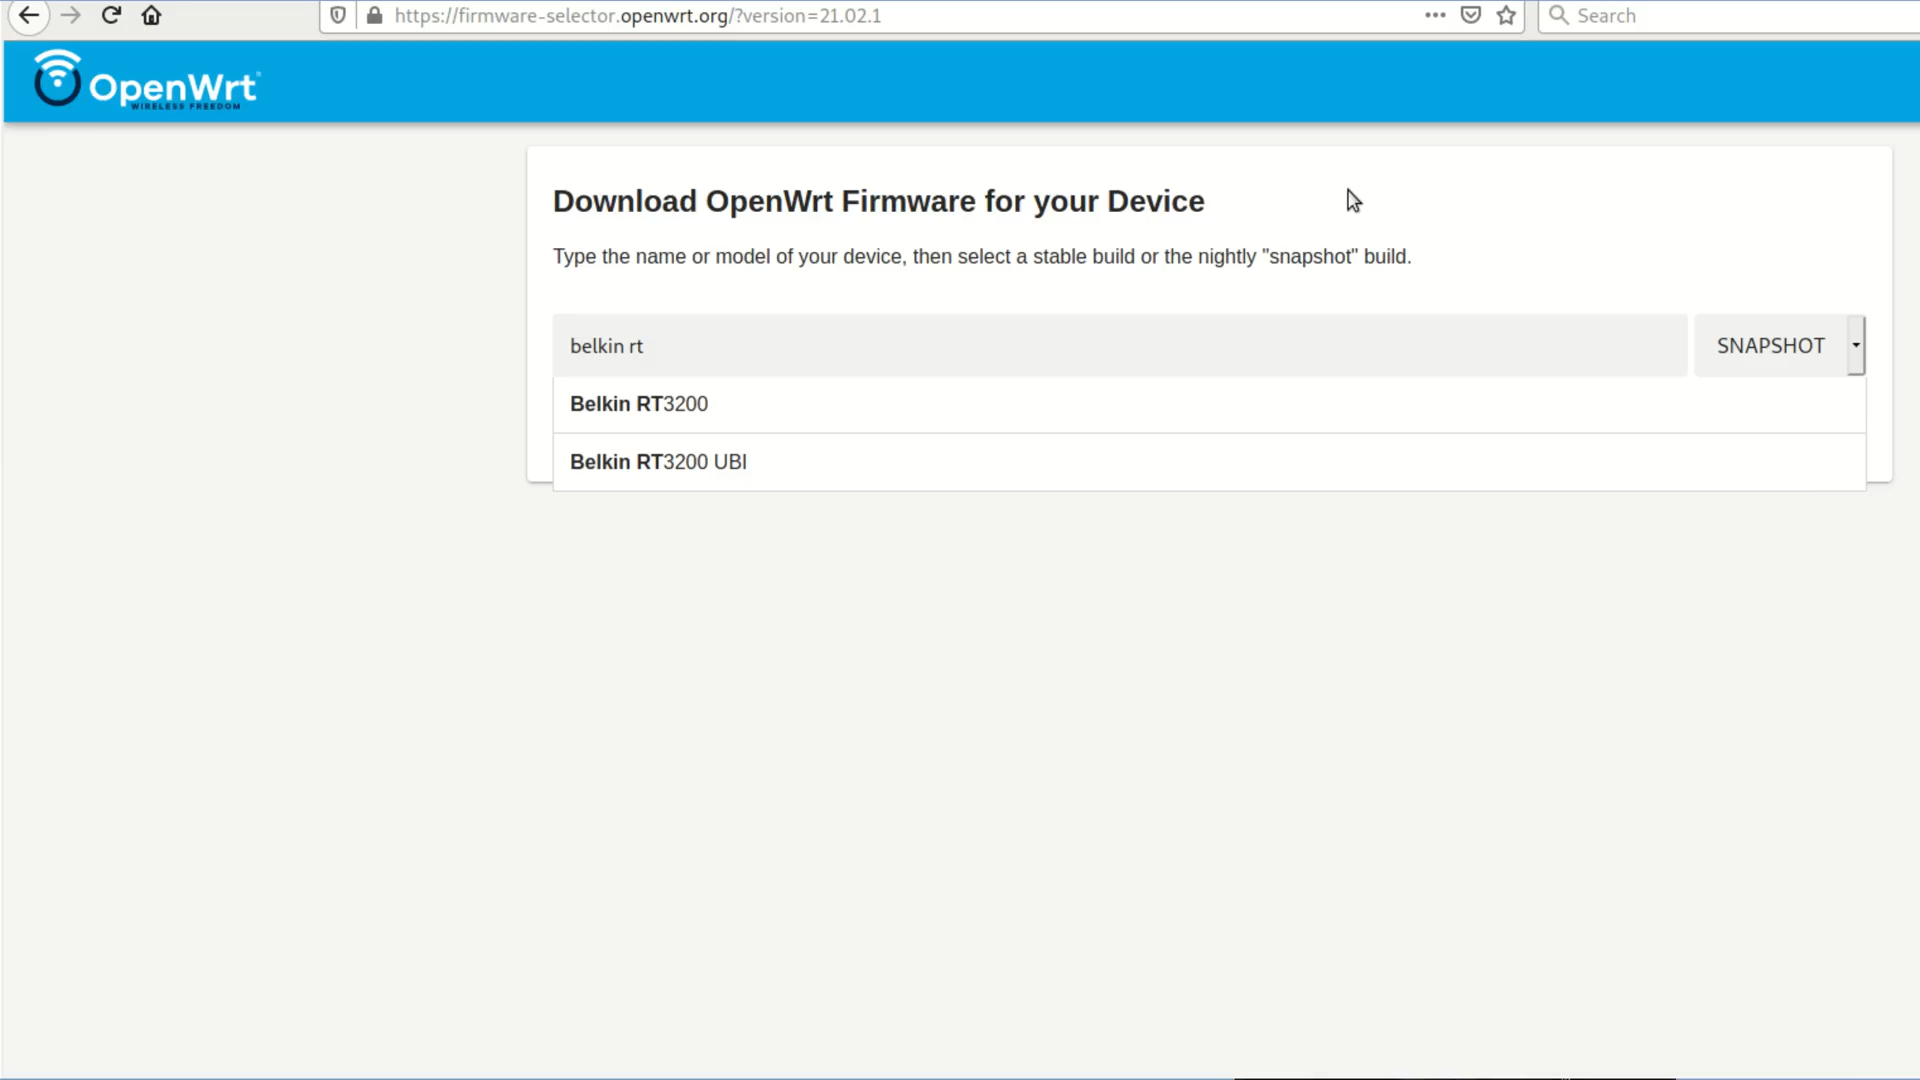 https://firmware-selector.openwrt.org/?version=21.02.1
Search
OpenWrt
WIRELESS FREEDOM
Download OpenWrt Firmware for your Device
Type the name or model of your device, then select a stable build or the nightly "snapshot" build.
belkin rt
SNAPSHOT
Belkin RT3200
Belkin RT3200 UBI